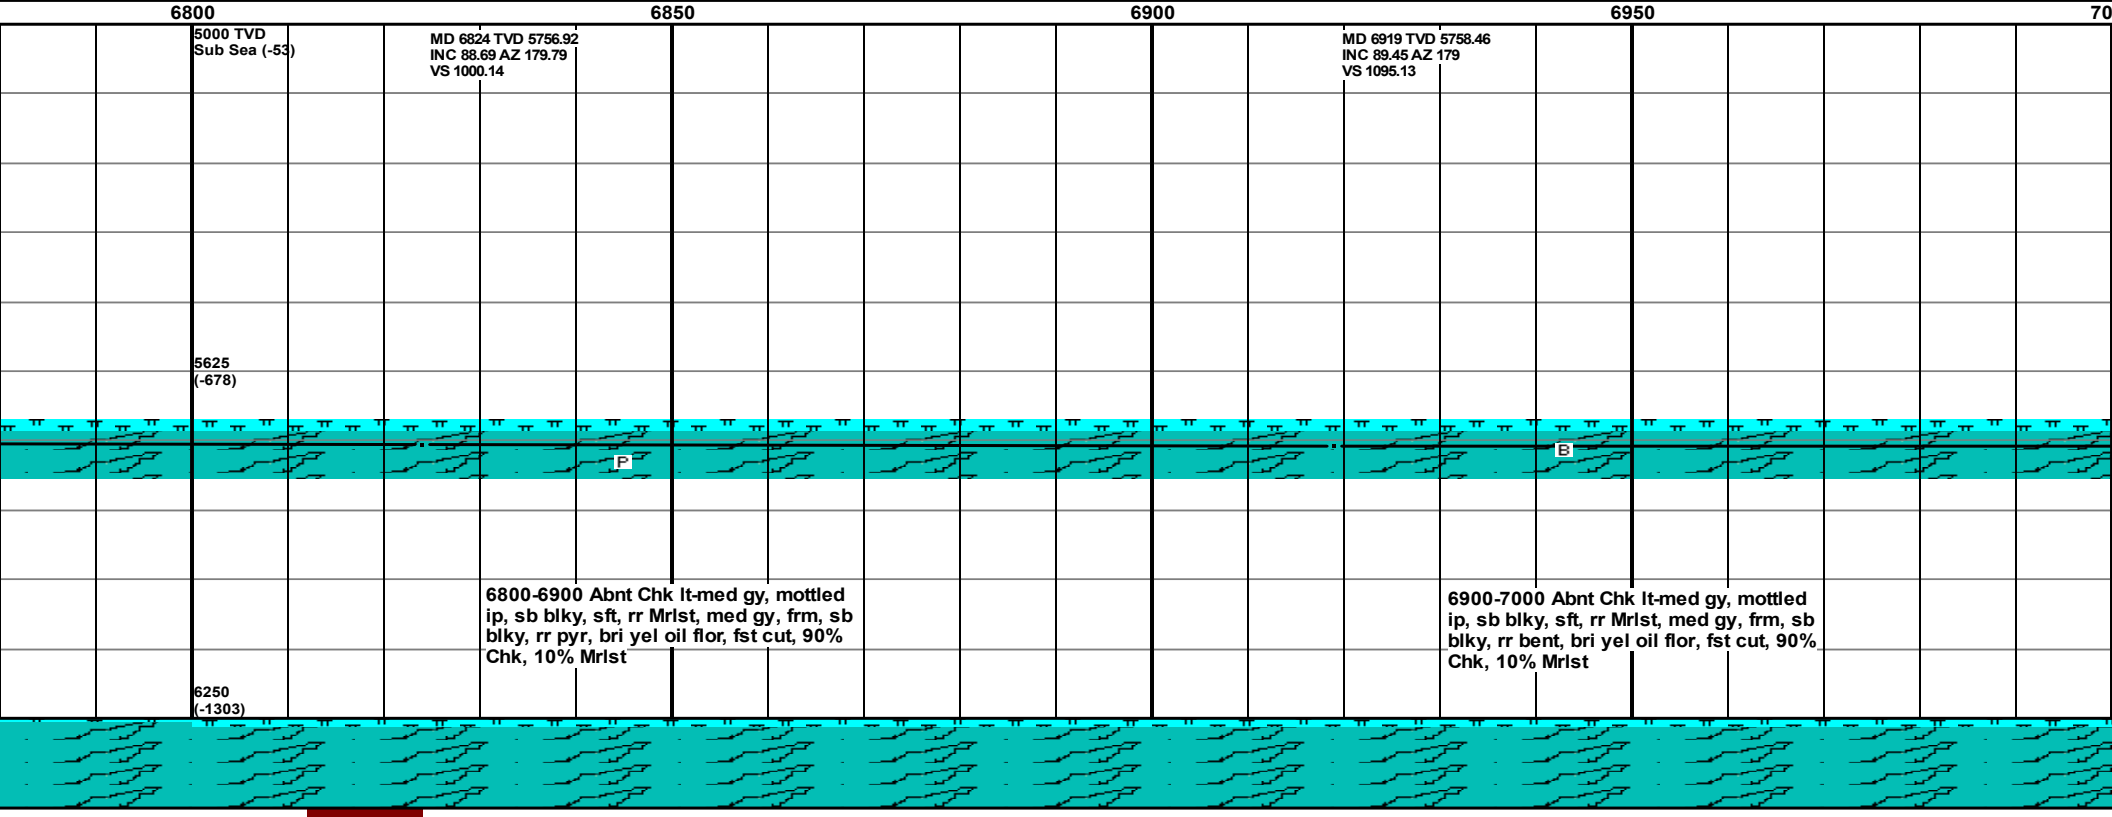 6800 6850 6900 6950 70
5000 TVD
Sub Sea (-53)
MD 6824 TVD 5756.92
INC 88.69 AZ 179.79
VS 1000.14
MD 6919 TVD 5758.46
INC 89.45 AZ 179
VS 1095.13
5625
(-678)
P
B
6800-6900 Abnt Chk lt-med gy, mottled
ip, sb blky, sft, rr Mrlst, med gy, frm, sb
blky, rr pyr, bri yel oil flor, fst cut, 90%
Chk, 10% Mrlst
6900-7000 Abnt Chk lt-med gy, mottled
ip, sb blky, sft, rr Mrlst, med gy, frm, sb
blky, rr bent, bri yel oil flor, fst cut, 90%
Chk, 10% Mrlst
6250
(-1303)